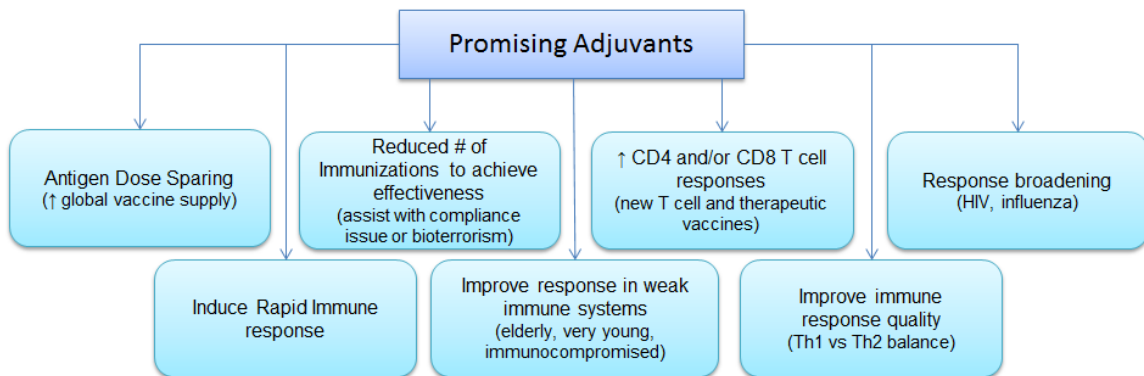 Promising Adjuvants
Antigen Dose Sparing
(↑ global vaccine supply)
Reduced # of
Immunizations to achieve
effectiveness
(assist with compliance
issue or bioterrorism)
↑ CD4 and/or CD8 T cell
responses
(new T cell and therapeutic
vaccines)
Response broadening
(HIV, influenza)
Induce Rapid Immune
response
Improve response in weak
immune systems
(elderly, very young,
immunocompromised)
Improve immune
response quality
(Th1 vs Th2 balance)